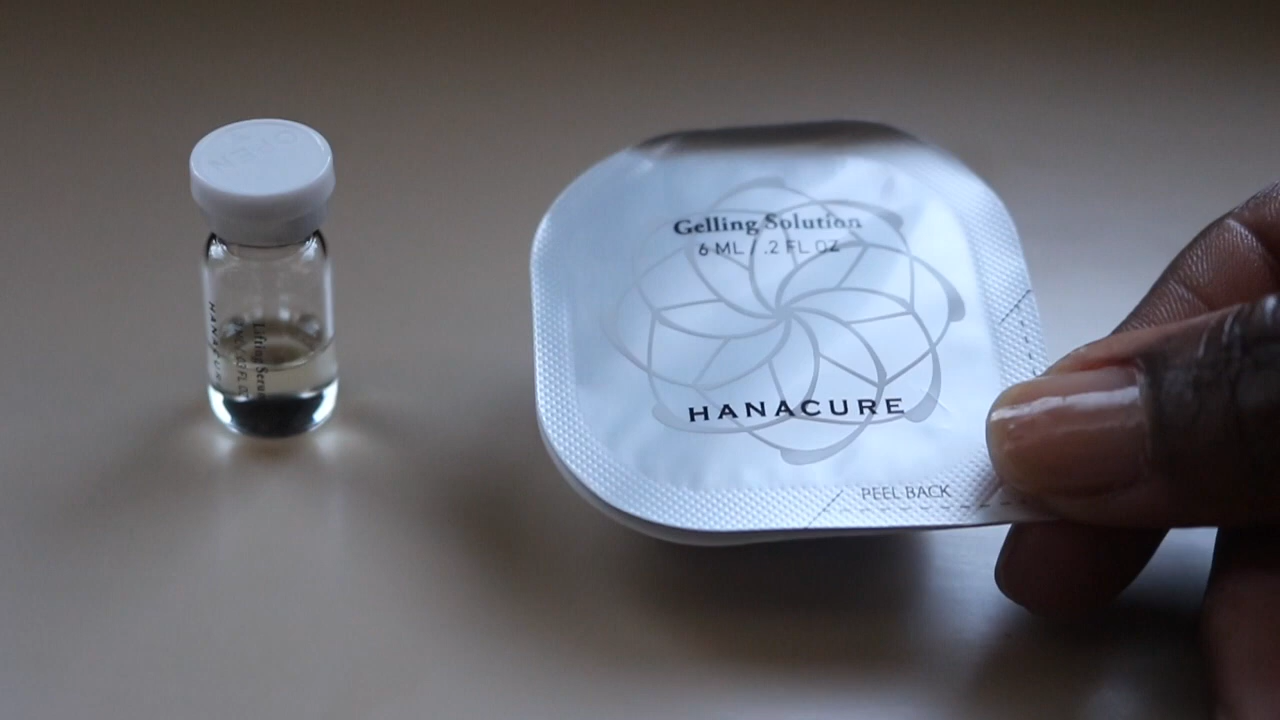 OPEN
HANACURE
Lifting Serum
Gelling Solution
6 ML / .2 FL OZ
HANACURE
PEEL BACK